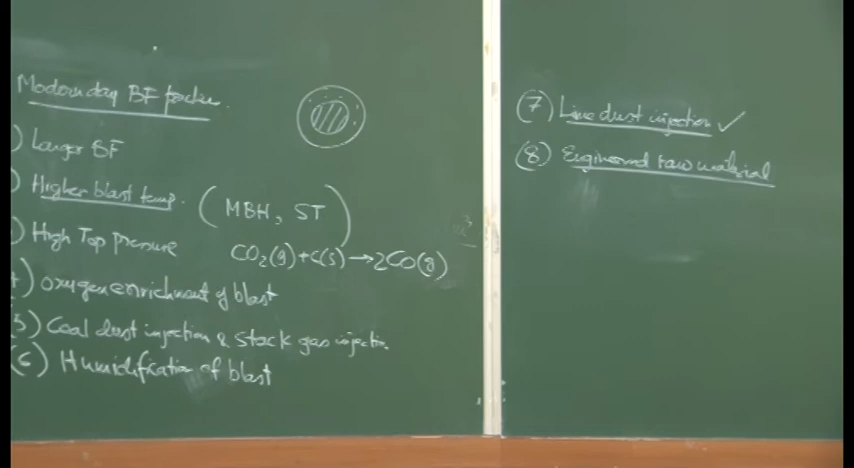 Modern day BF practice.
) Larger BF
) Higher blast temp. (MBH, ST)
) High Top Pressure
CO2(g)+C(s)→2CO(g)
4) Oxygen enrichment of blast
5) Coal dust injection & stack gas injection.
(6) Humidification of blast
(7) Lime dust injection ✓
(8) Engineered raw material